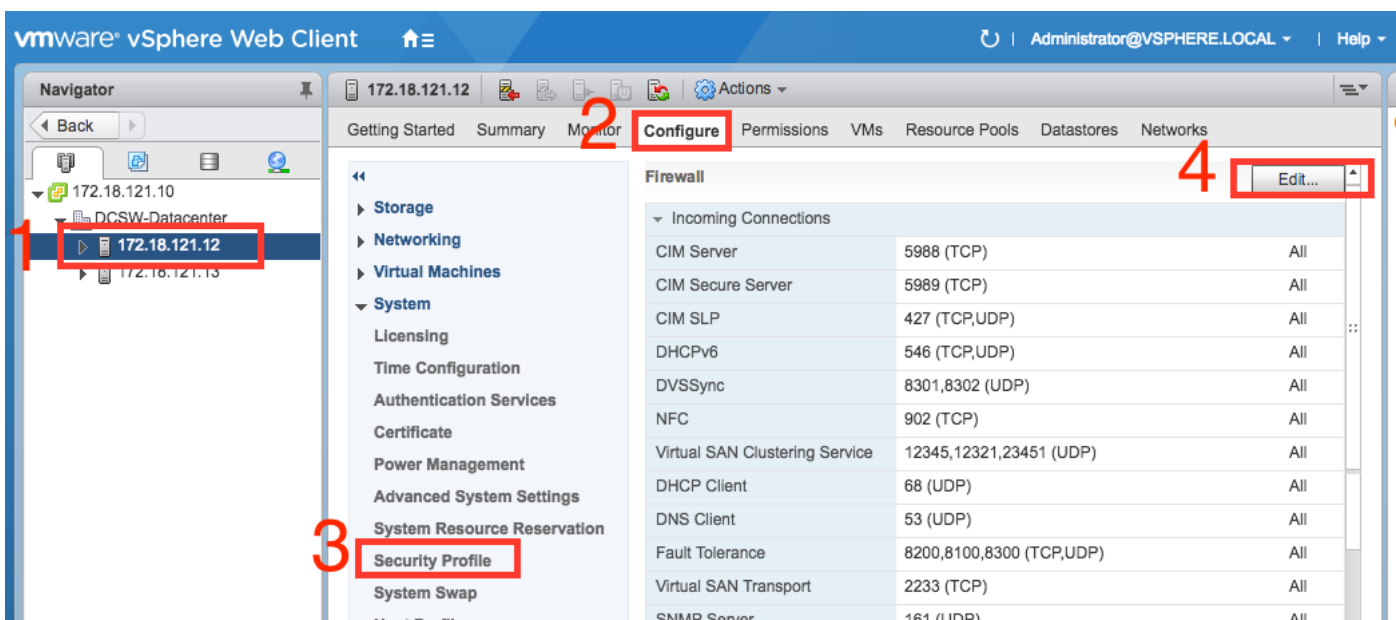 vmware® vSphere Web Client
Administrator@VSPHERE.LOCAL | Help
Navigator
Back
172.18.121.10
DCSW-Datacenter
1
172.18.121.12
172.18.121.13
172.18.121.12
Actions
2
Getting Started Summary Monitor Configure Permissions VMs Resource Pools Datastores Networks
Storage
Networking
Virtual Machines
System
Licensing
Time Configuration
Authentication Services
Certificate
Power Management
Advanced System Settings
System Resource Reservation
3
Security Profile
System Swap
Firewall
4
Edit...
Incoming Connections
CIM Server 5988 (TCP) All
CIM Secure Server 5989 (TCP) All
CIM SLP 427 (TCP,UDP) All
DHCPv6 546 (TCP,UDP) All
DVSSync 8301,8302 (UDP) All
NFC 902 (TCP) All
Virtual SAN Clustering Service 12345,12321,23451 (UDP) All
DHCP Client 68 (UDP) All
DNS Client 53 (UDP) All
Fault Tolerance 8200,8100,8300 (TCP,UDP) All
Virtual SAN Transport 2233 (TCP) All
SNMP Server 161 (UDP) All